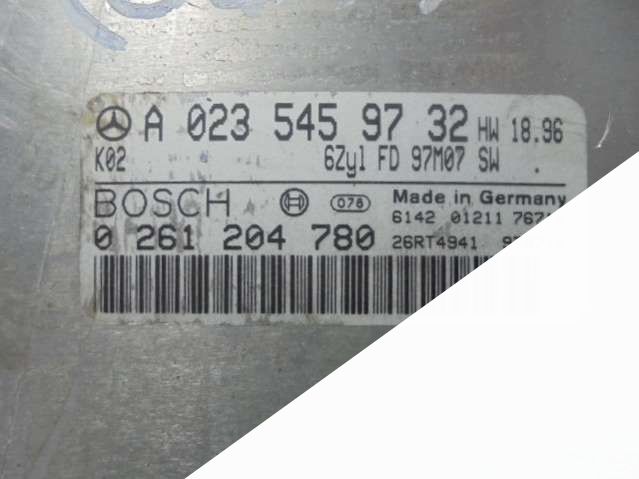 A 023 545 97 32 HW 18.96
K02 6Zyl FD 97M07 SW .
BOSCH 076 Made in Germany
6142 01211
0 261 204 780 26RT4941